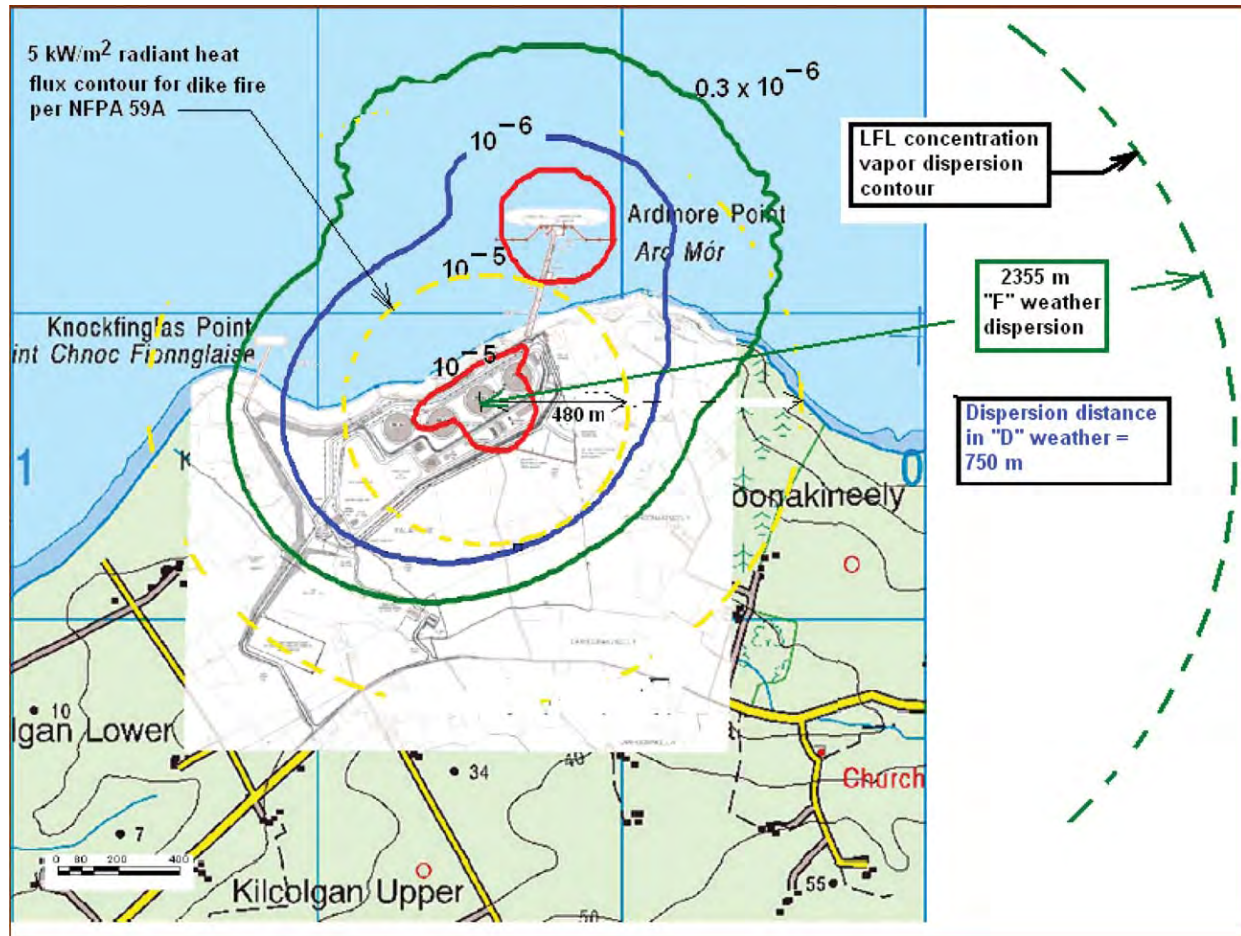 5 kW/m² radiant heat
flux contour for dike fire
per NFPA 59A
0.3 x 10⁻⁶
10⁻⁶
LFL concentration
vapor dispersion
contour
Ardmore Point
Arc Mór
10⁻⁵
2355 m
"F" weather
dispersion
Knockfinglas Point
int Chnoc Fionnglaise
10⁻⁵
480 m
Dispersion distance
in "D" weather =
750 m
1
K
0
oonakineely
10
lgan Lower
34
40
Church
7
0 80 200 400
Kilcolgan Upper
55
50